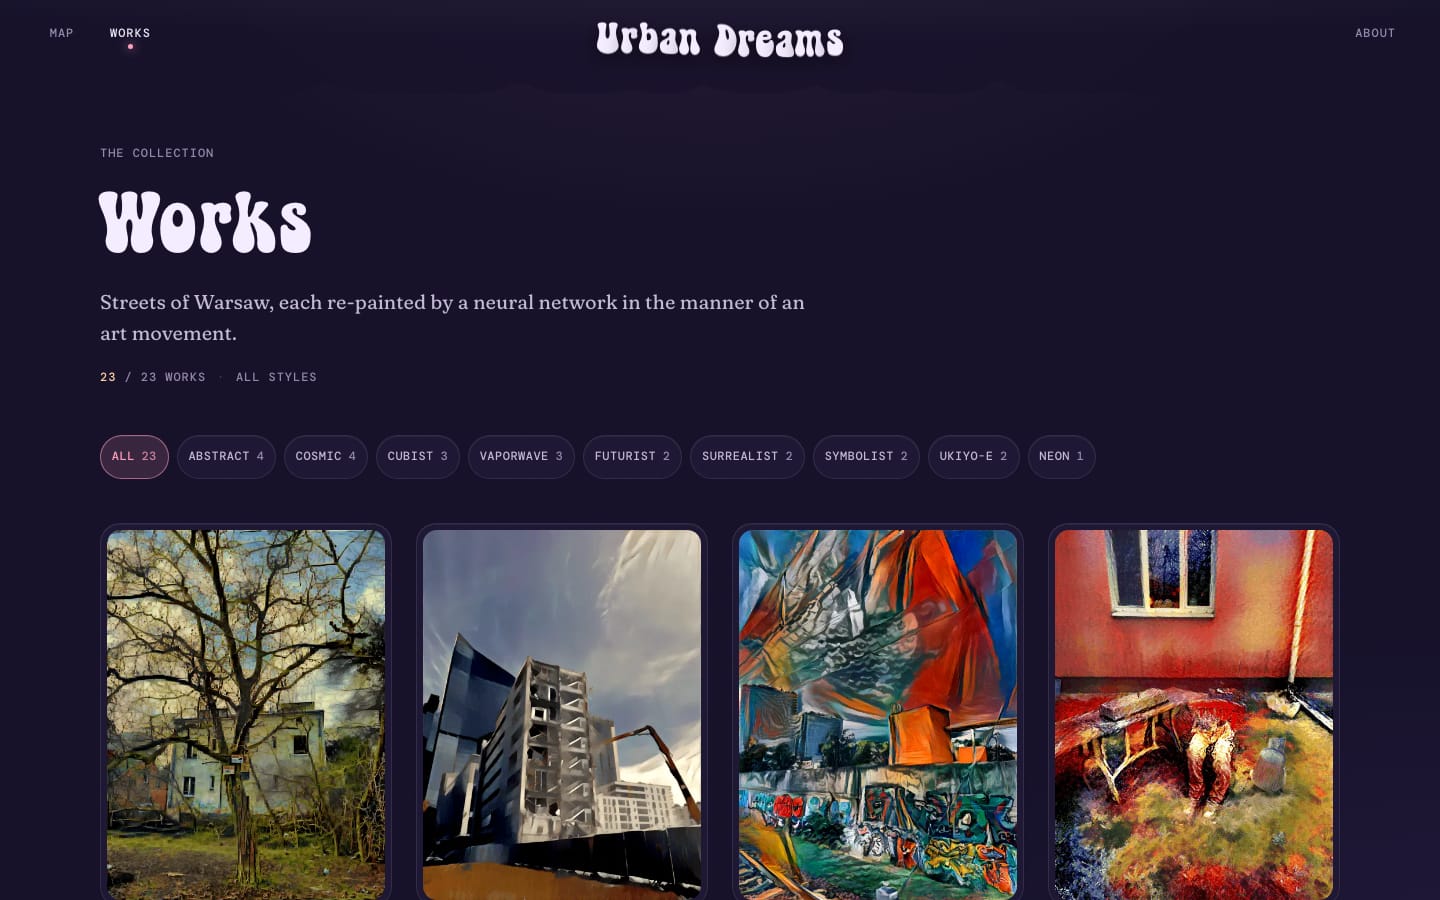 MAP
WORKS
Urban Dreams
ABOUT
THE COLLECTION
Works
Streets of Warsaw, each re-painted by a neural network in the manner of an
art movement.
23 / 23 WORKS · ALL STYLES
ALL 23
ABSTRACT 4
COSMIC 4
CUBIST 3
VAPORWAVE 3
FUTURIST 2
SURREALIST 2
SYMBOLIST 2
UKIYO-E 2
NEON 1